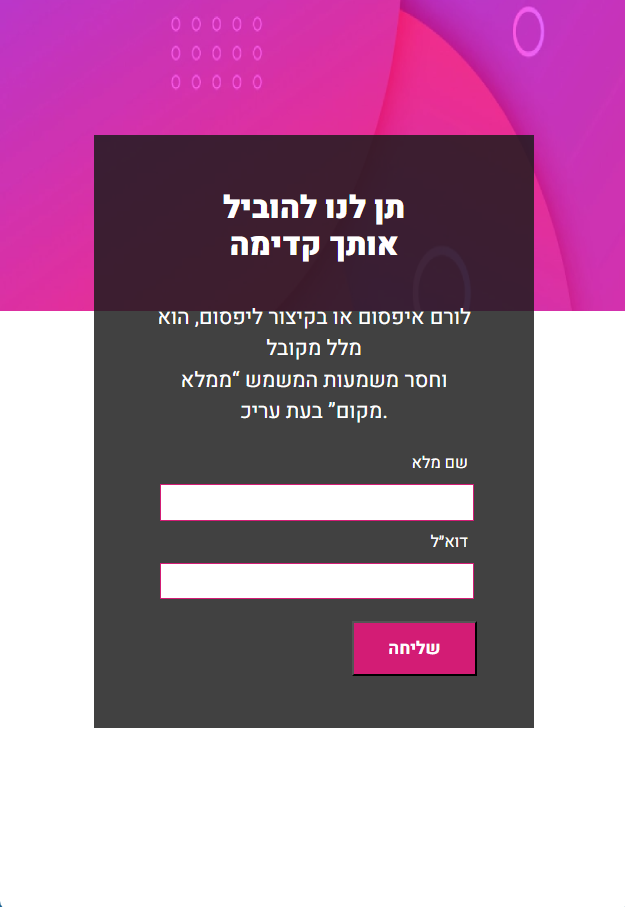 תן לנו להוביל
אותך קדימה
לורם איפסום או בקיצור ליפסום, הוא
מלל מקובל
וחסר משמעות המשמש “ממלא
מקום” בעת עריכ.
שם מלא
דוא״ל
שליחה